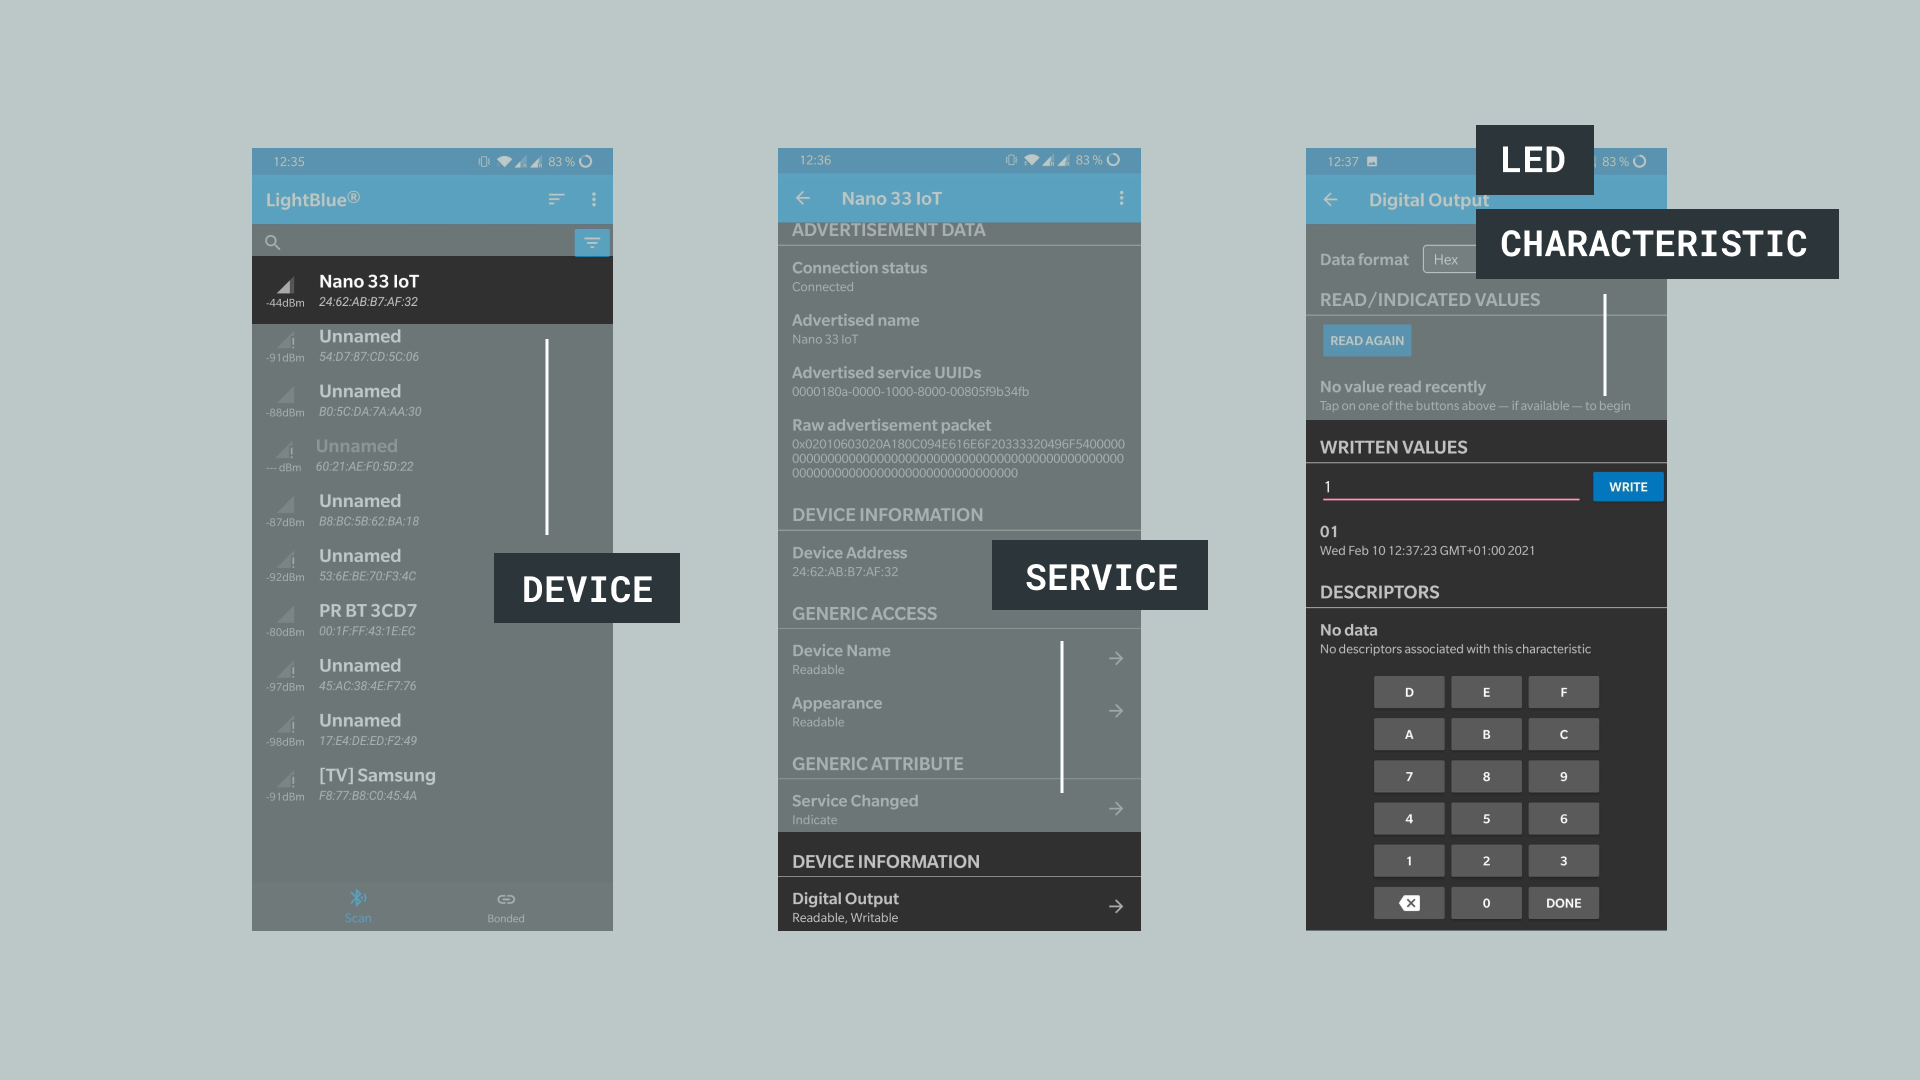 12:35
83 %
LightBlue®
Nano 33 IoT
-44dBm
24:62:AB:B7:AF:32
Unnamed
-91dBm
54:D7:87:CD:5C:06
Unnamed
-88dBm
B0:5C:DA:7A:AA:30
Unnamed
--- dBm
60:21:AE:F0:5D:22
Unnamed
-87dBm
B8:BC:5B:62:BA:18
Unnamed
-92dBm
53:6E:BE:70:F3:4C
PR BT 3CD7
-80dBm
00:1F:FF:43:1E:EC
Unnamed
-97dBm
45:AC:38:4E:F7:76
Unnamed
-98dBm
17:E4:DE:ED:F2:49
[TV] Samsung
-91dBm
F8:77:B8:C0:45:4A
Scan
Bonded
DEVICE
12:36
83 %
Nano 33 IoT
ADVERTISEMENT DATA
Connection status
Connected
Advertised name
Nano 33 IoT
Advertised service UUIDs
0000180a-0000-1000-8000-00805f9b34fb
Raw advertisement packet
0x02010603020A180C094E616E6F20333320496F5400000
00000000000000000000000000000000000000000000000
00000000000000000000000000000000
DEVICE INFORMATION
Device Address
24:62:AB:B7:AF:32
SERVICE
GENERIC ACCESS
Device Name
Readable
Appearance
Readable
GENERIC ATTRIBUTE
Service Changed
Indicate
DEVICE INFORMATION
Digital Output
Readable, Writable
12:37
83 %
LED
Digital Output
CHARACTERISTIC
Data format
Hex
READ/INDICATED VALUES
READ AGAIN
No value read recently
Tap on one of the buttons above — if available — to begin
WRITTEN VALUES
1
WRITE
01
Wed Feb 10 12:37:23 GMT+01:00 2021
DESCRIPTORS
No data
No descriptors associated with this characteristic
D E F
A B C
7 8 9
4 5 6
1 2 3
0 DONE